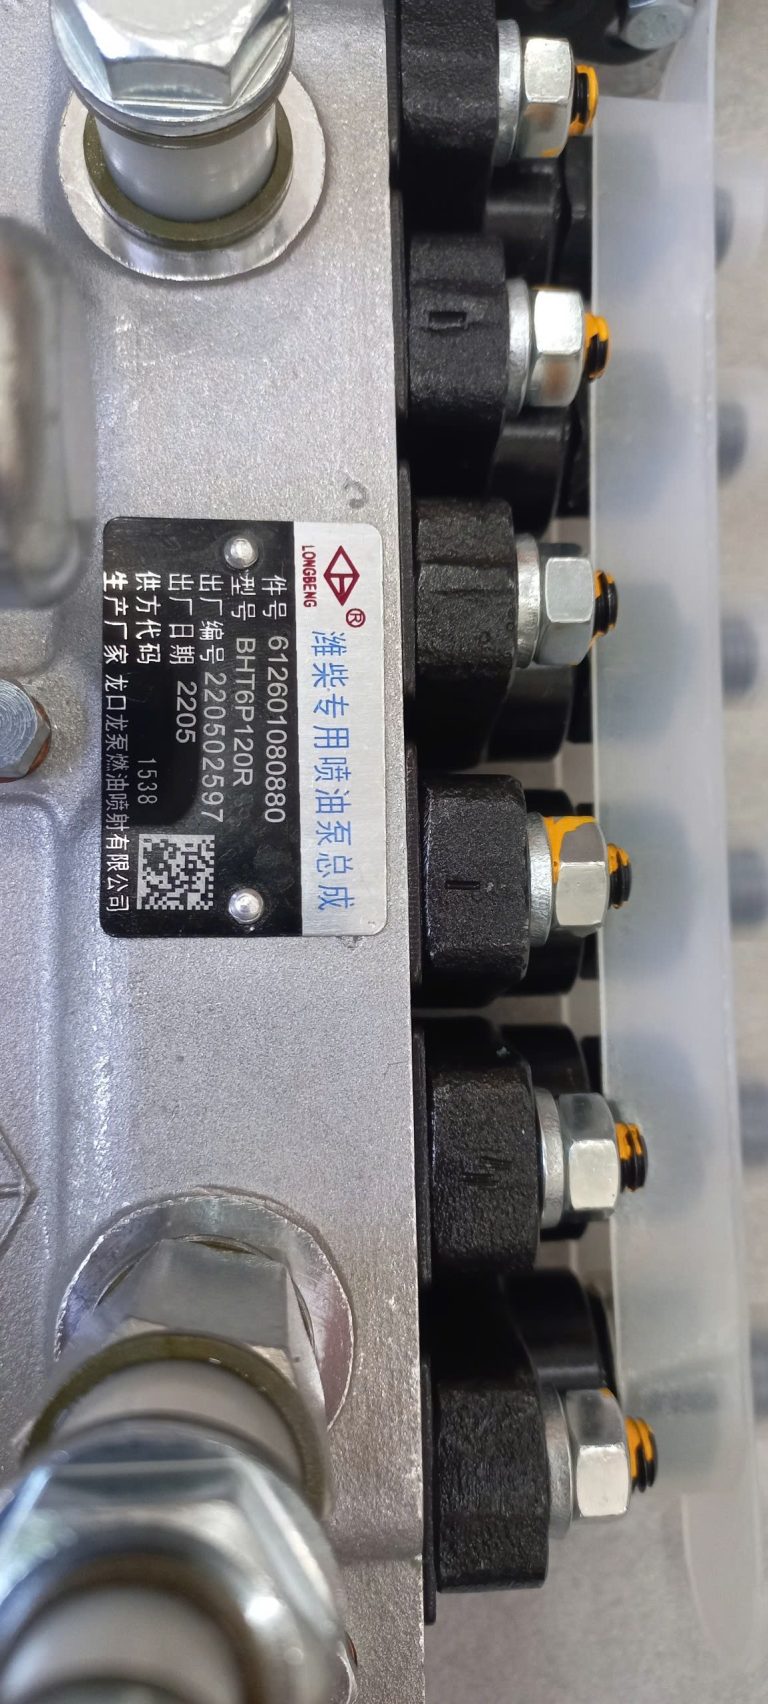 LONGBENG
®
潍柴专用喷油泵总成
件号 612601080880
型号 BHT6P120R
出厂编号 220502597
出厂日期 2205
供方代码 1538
生产厂家 龙口龙泵燃油喷射有限公司